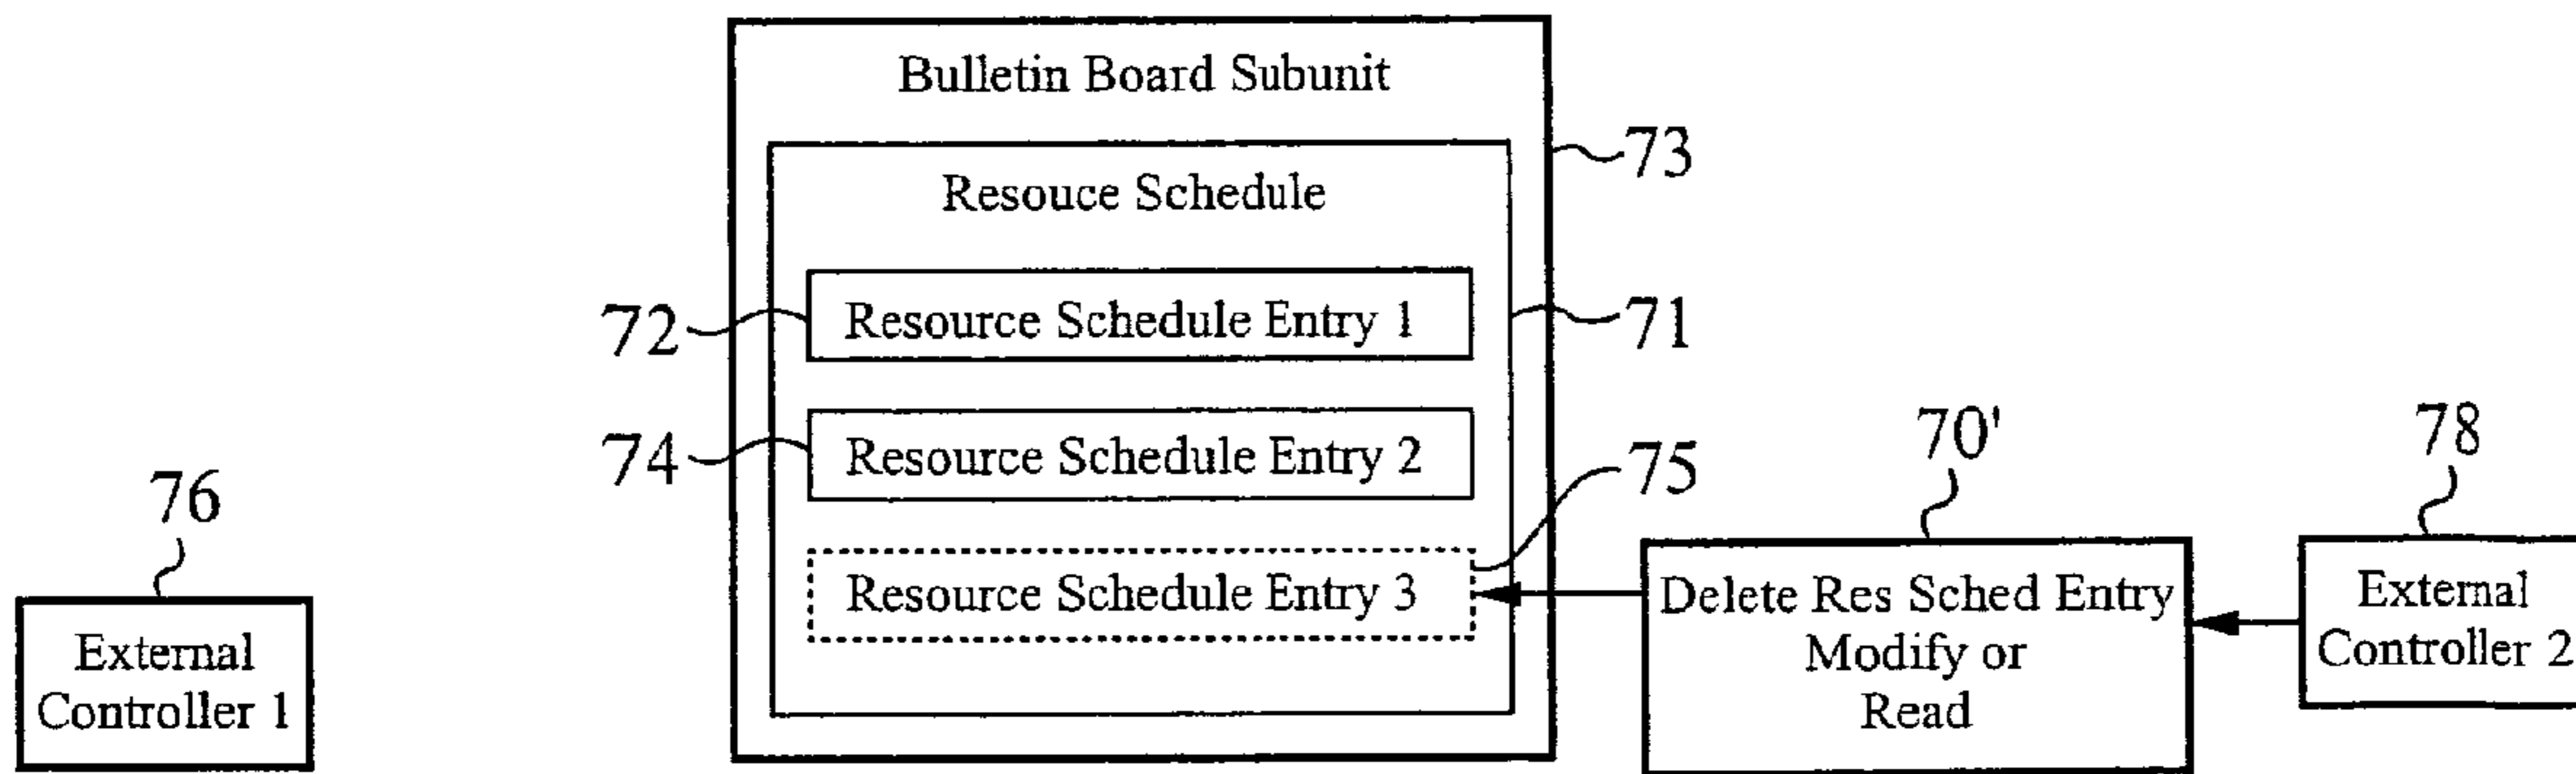 Bulletin Board Subunit
73
Resouce Schedule
72
Resource Schedule Entry 1
71
74
Resource Schedule Entry 2
75
Resource Schedule Entry 3
76
External
Controller 1
70'
Delete Res Sched Entry
Modify or
Read
78
External
Controller 2